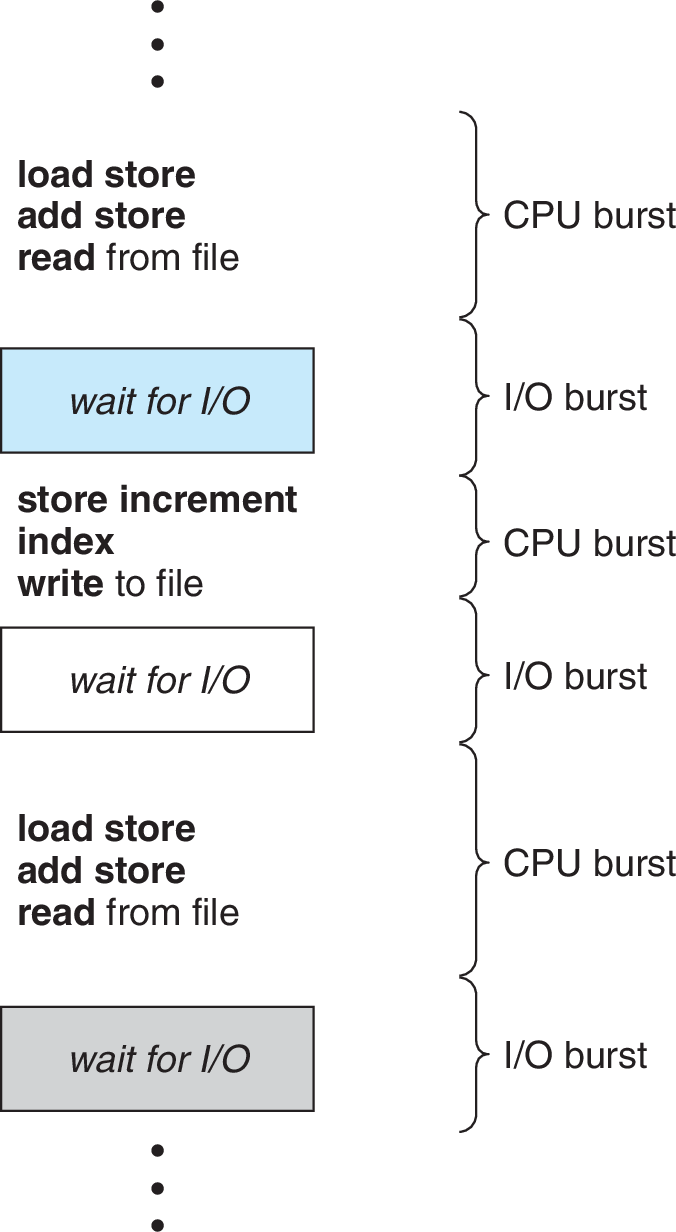 load store
add store
read from file
CPU burst
wait for I/O
I/O burst
store increment
index
write to file
CPU burst
wait for I/O
I/O burst
load store
add store
read from file
CPU burst
wait for I/O
I/O burst